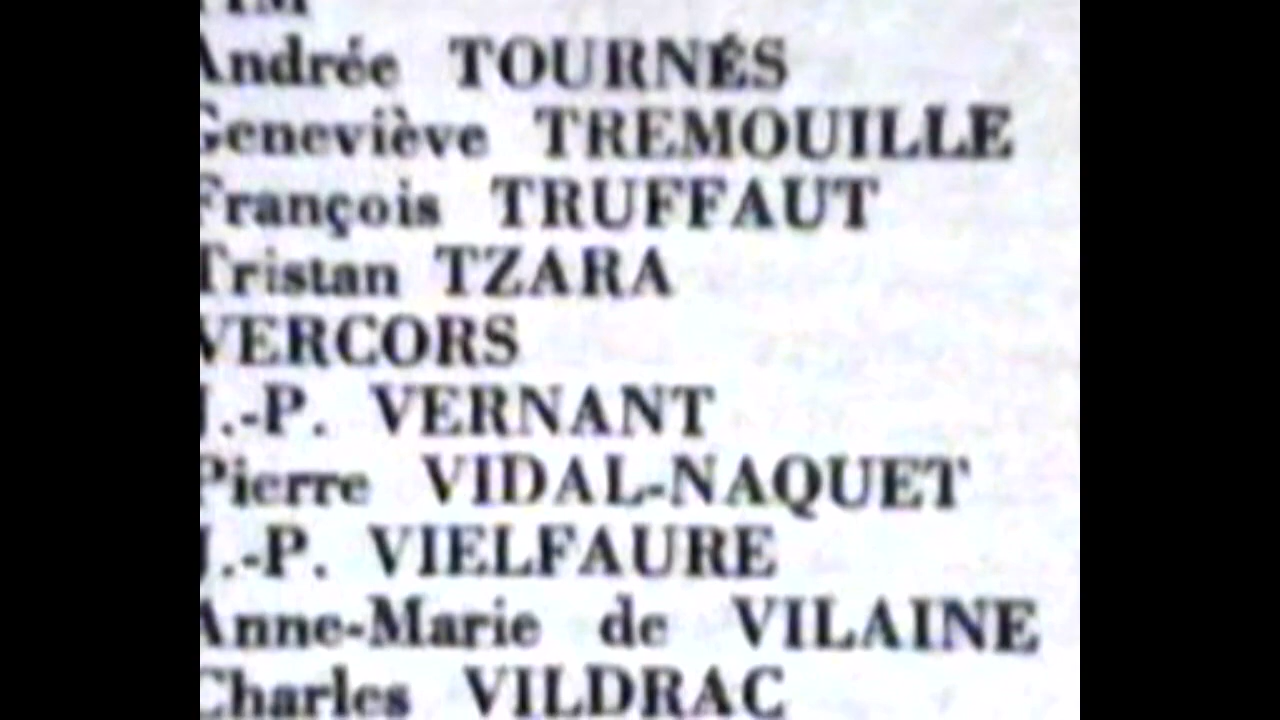 TIM
Andrée TOURNÉS
Geneviève TREMOUILLE
François TRUFFAUT
Tristan TZARA
VERCORS
J.-P. VERNANT
Pierre VIDAL-NAQUET
J.-P. VIELFAURE
Anne-Marie de VILAINE
Charles VILDRAC